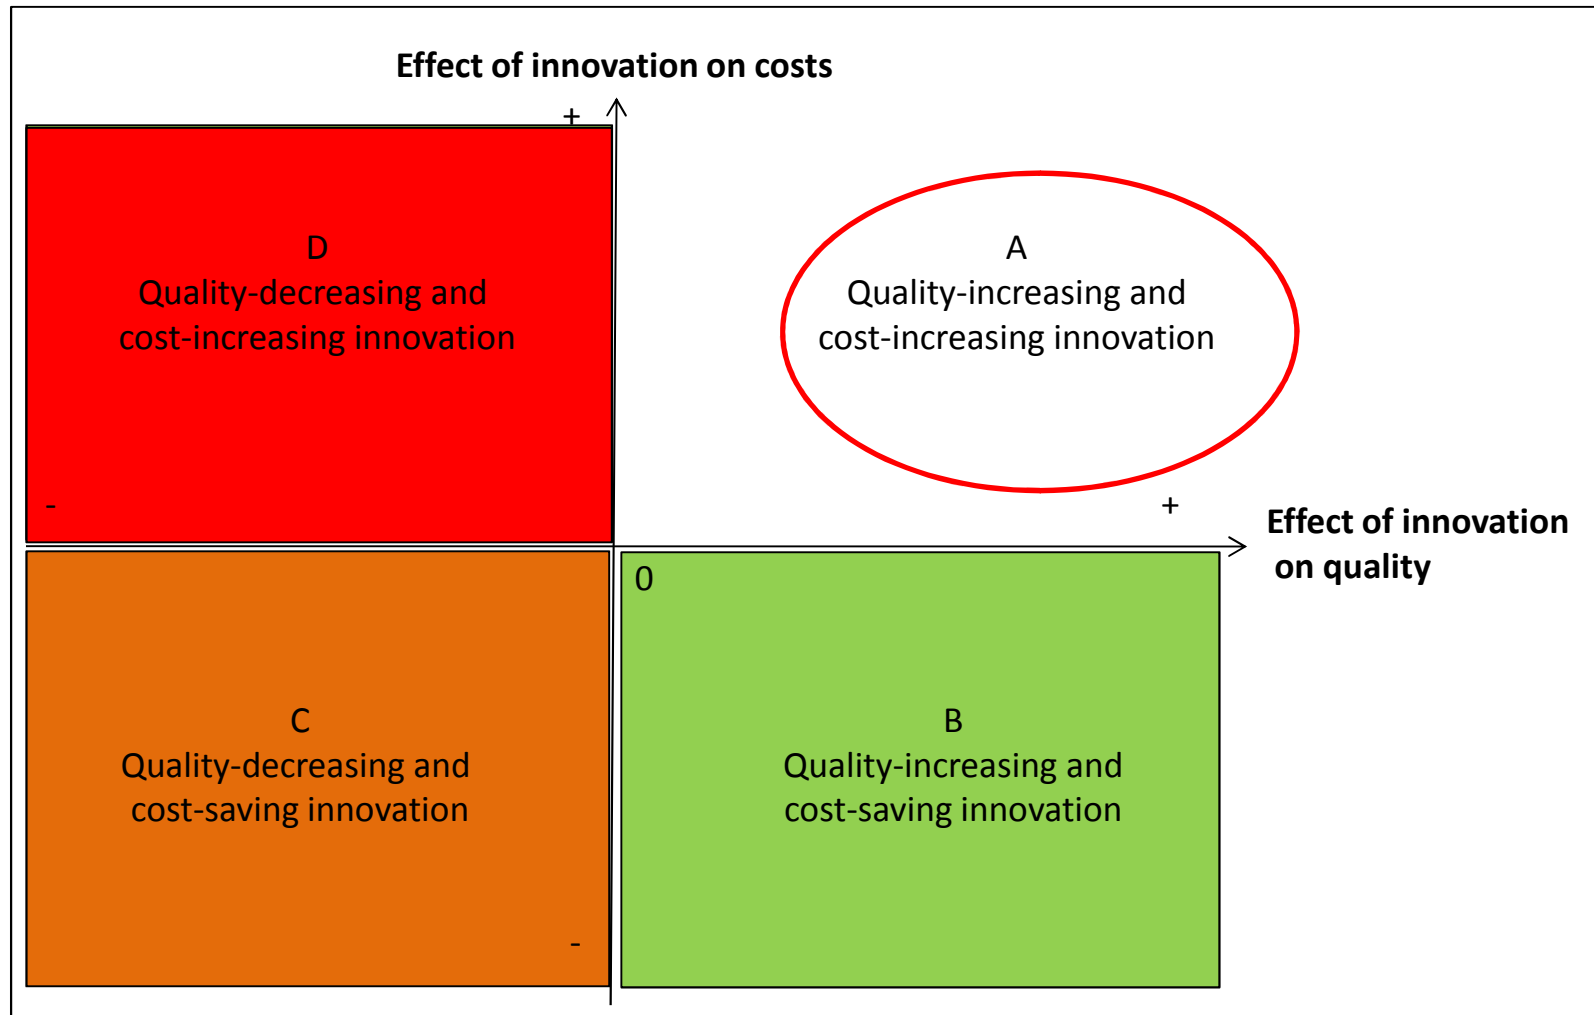 Effect of innovation on costs
+
D
Quality-decreasing and
cost-increasing innovation
A
Quality-increasing and
cost-increasing innovation
-
+
Effect of innovation
on quality
0
C
Quality-decreasing and
cost-saving innovation
B
Quality-increasing and
cost-saving innovation
-